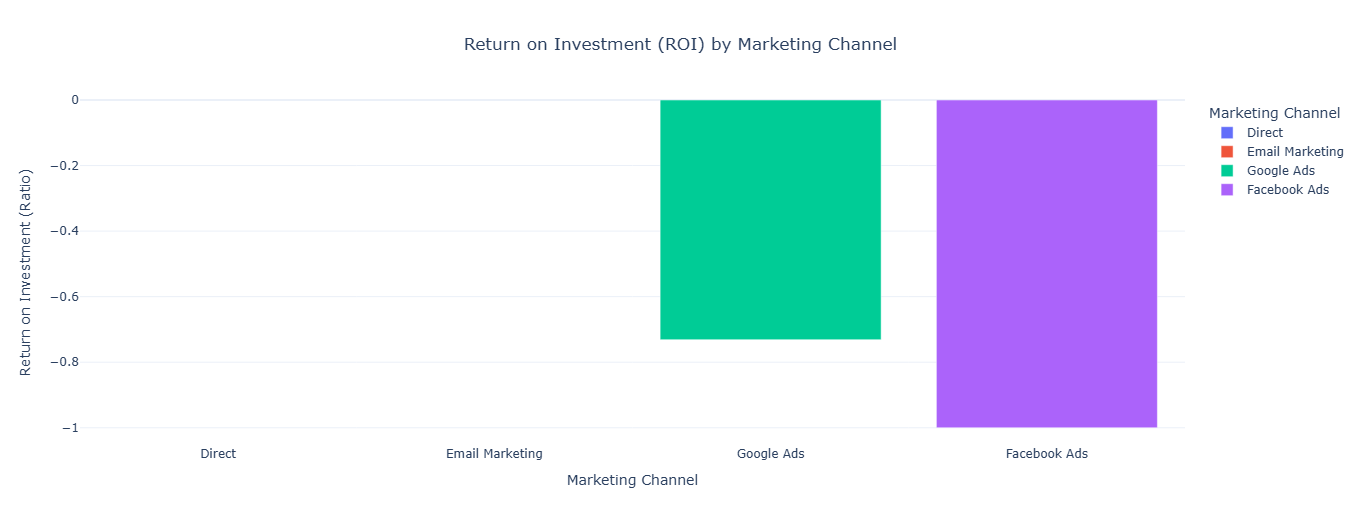 Return on Investment (ROI) by Marketing Channel
Return on Investment (Ratio)
0
−0.2
−0.4
−0.6
−0.8
−1
Direct
Email Marketing
Google Ads
Facebook Ads
Marketing Channel
Marketing Channel
Direct
Email Marketing
Google Ads
Facebook Ads